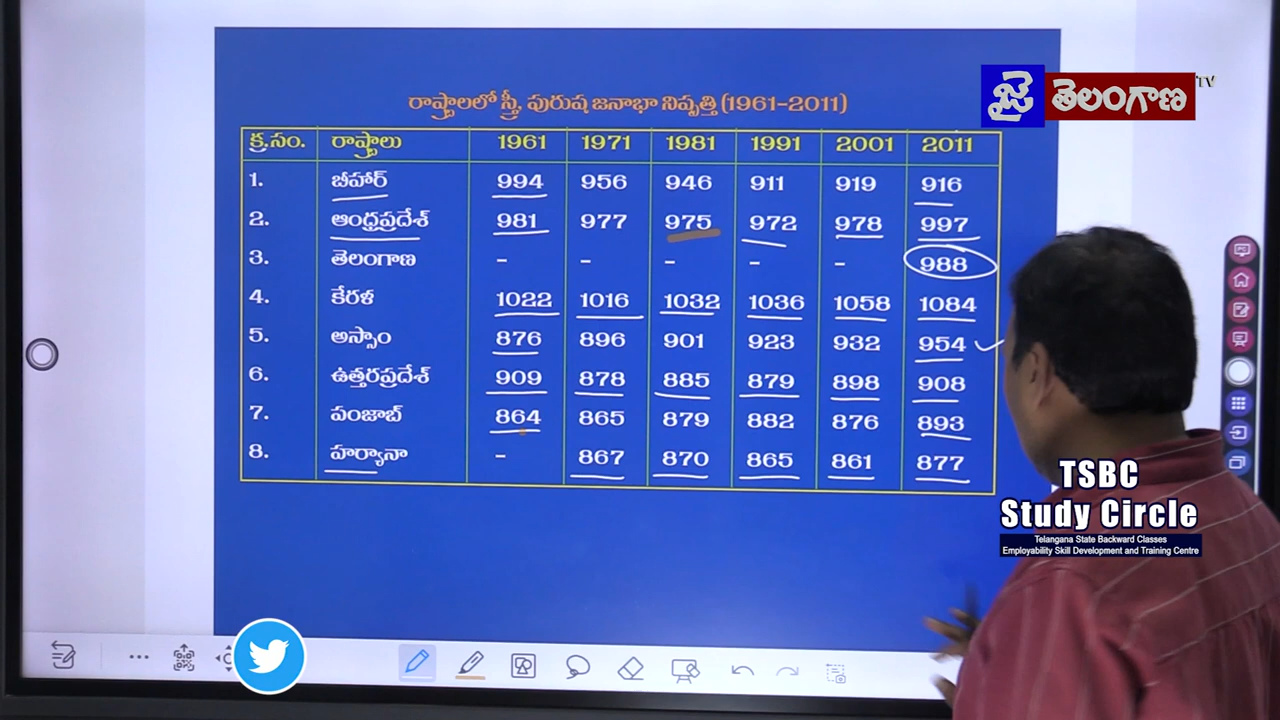 జై తెలంగాణ TV
రాష్ట్రాలలో స్త్రీ, పురుష జనాభా నిష్పత్తి (1961-2011)
క్ర.సం. రాష్ట్రాలు 1961 1971 1981 1991 2001 2011
1. బీహార్ 994 956 946 911 919 916
2. ఆంధ్రప్రదేశ్ 981 977 975 972 978 997
3. తెలంగాణ - - - - - 988
4. కేరళ 1022 1016 1032 1036 1058 1084
5. అస్సాం 876 896 901 923 932 954
6. ఉత్తరప్రదేశ్ 909 878 885 879 898 908
7. పంజాబ్ 864 865 879 882 876 893
8. హర్యానా - 867 870 865 861 877
TSBC
Study Circle
Telangana State Backward Classes
Employability Skill Development and Training Centre